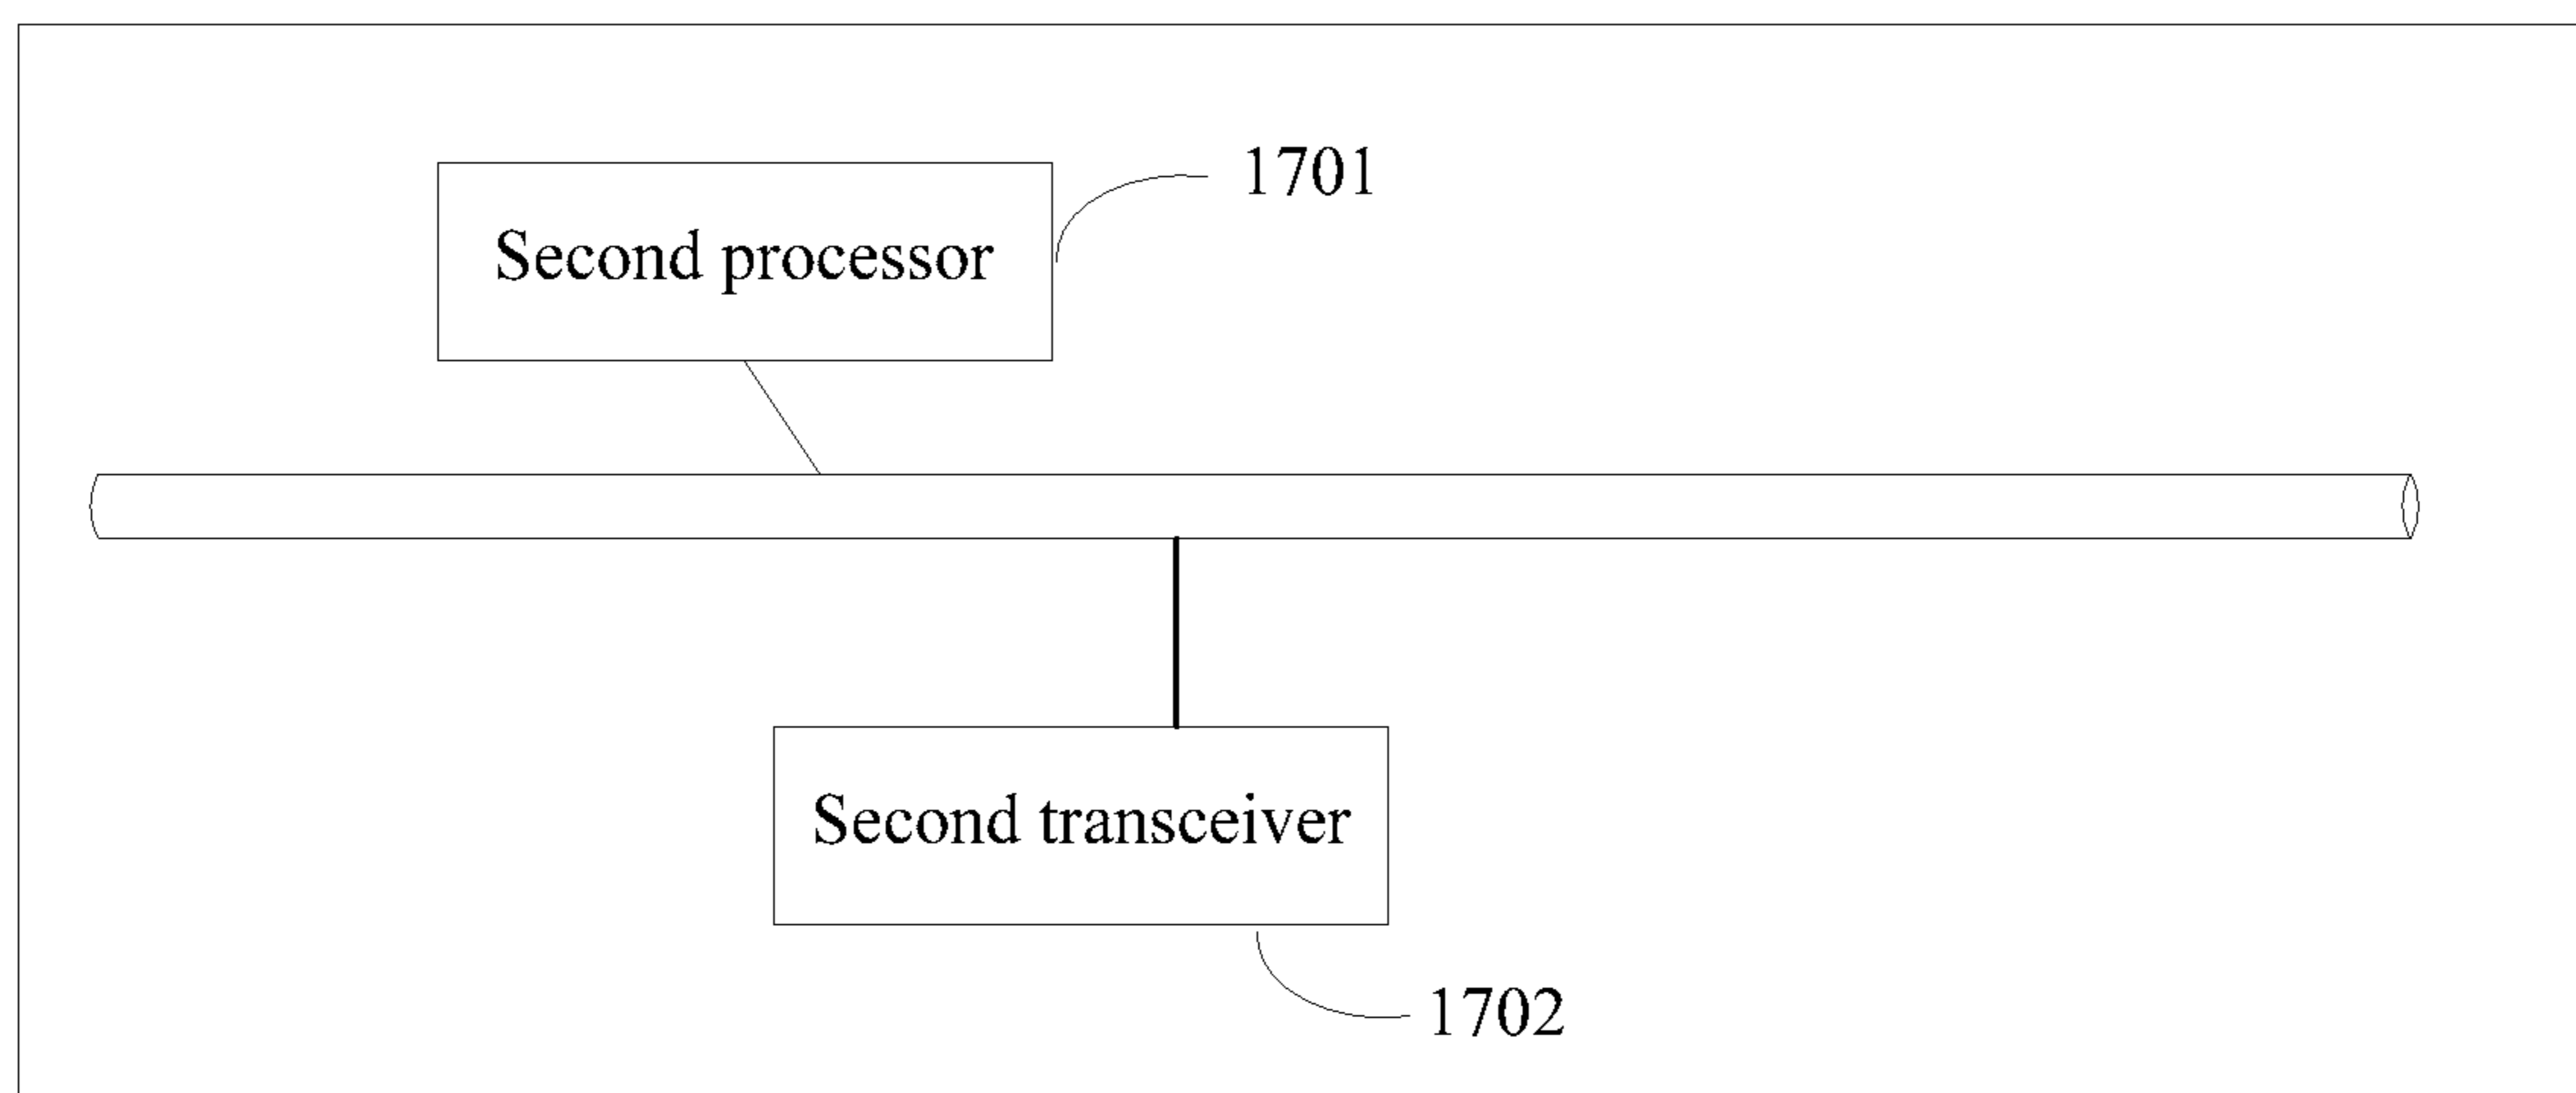 1701
Second processor
Second transceiver
1702